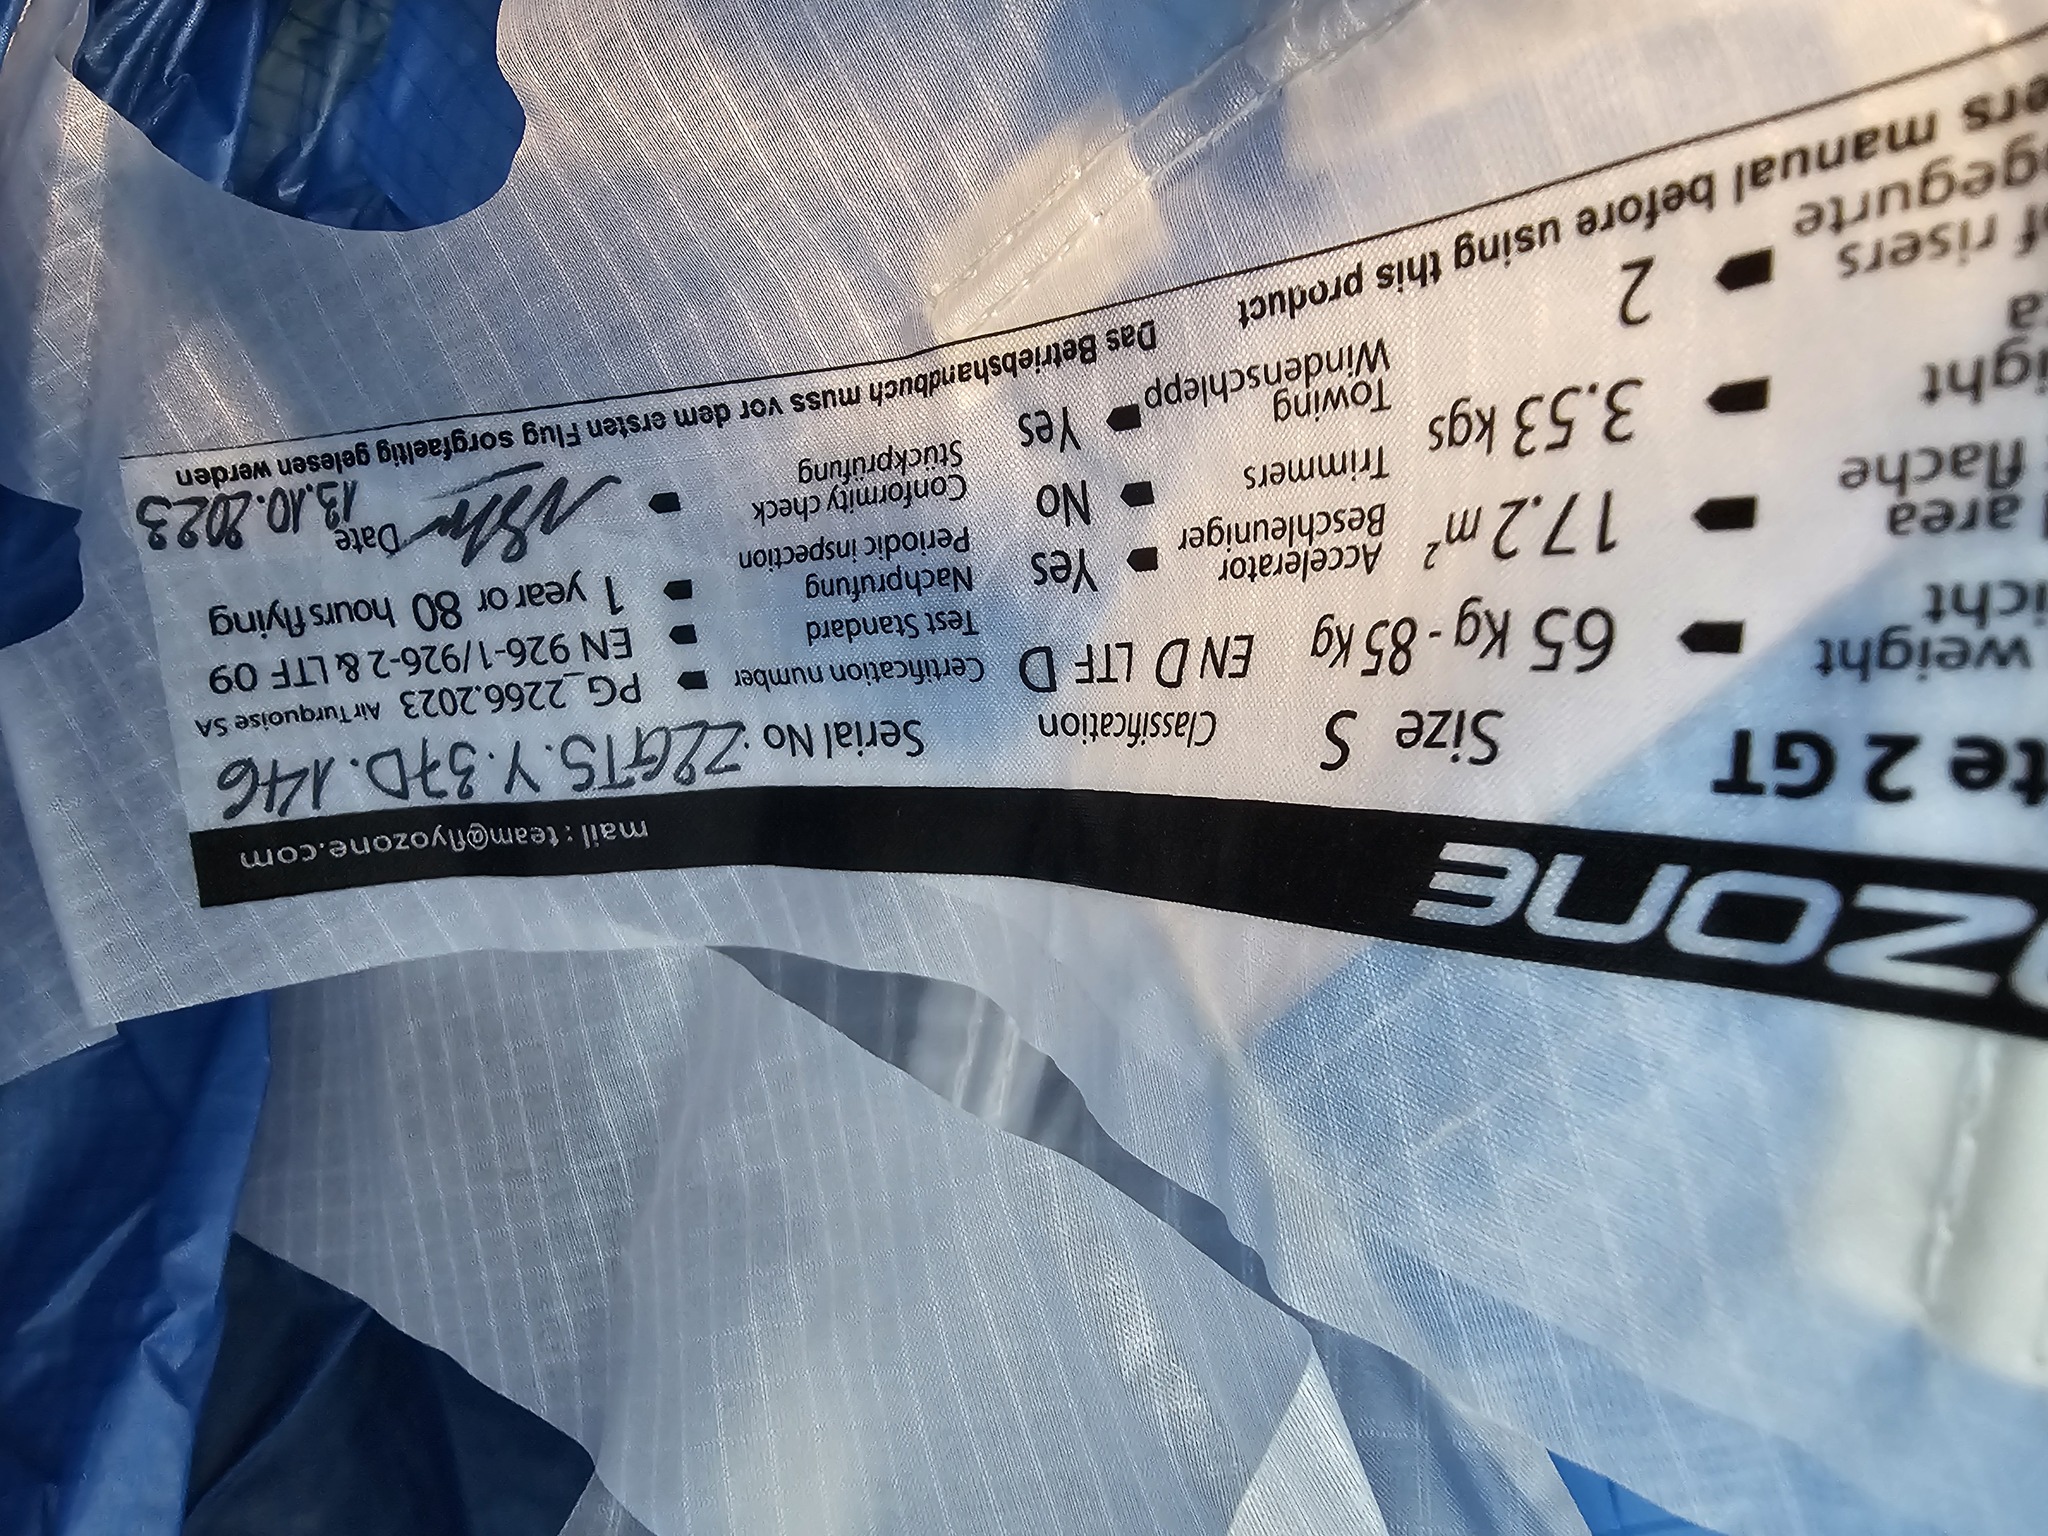 OZONE
mail : team@flyozone.com
te 2 GT
Size S
Classification EN D LTF D
Serial No: Z2GTS.Y.37D.146
weight
icht
65 Kg - 85 Kg
area
flache
17.2 m²
ight
3.53 kgs
of risers
gegurte
2
Accelerator
Beschleuniger
Yes
Trimmers No
Towing
Windenschlepp
Yes
Certification number PG_2266.2023 Air Turquoise SA
Test Standard EN 926-1/926-2 & LTF 09
Nachprüfung
Periodic inspection
1 year or 80 hours flying
Conformity check
Stückprüfung
Date 13.10.2023
ers manual before using this product Das Betriebshandbuch muss vor dem ersten Flug sorgfaeltig gelesen werden